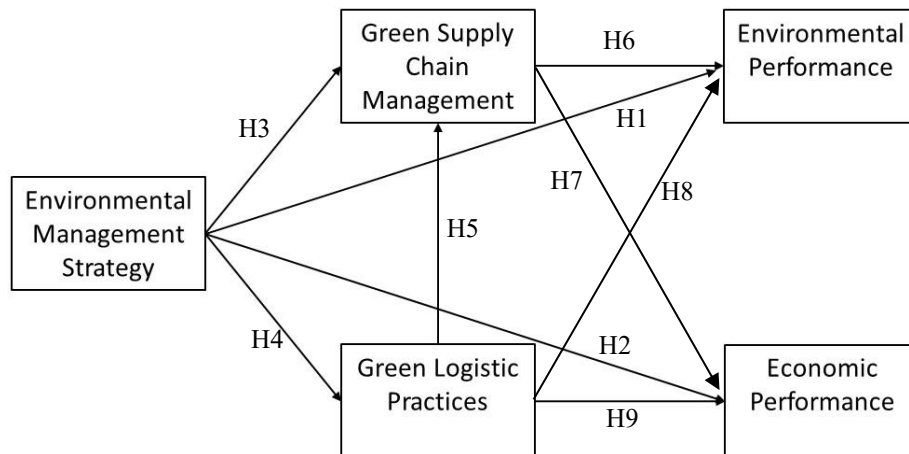 Green Supply
Chain
Management
H6
Environmental
Performance
H3
H1
H7
H8
Environmental
Management
Strategy
H5
H4
H2
Green Logistic
Practices
H9
Economic
Performance